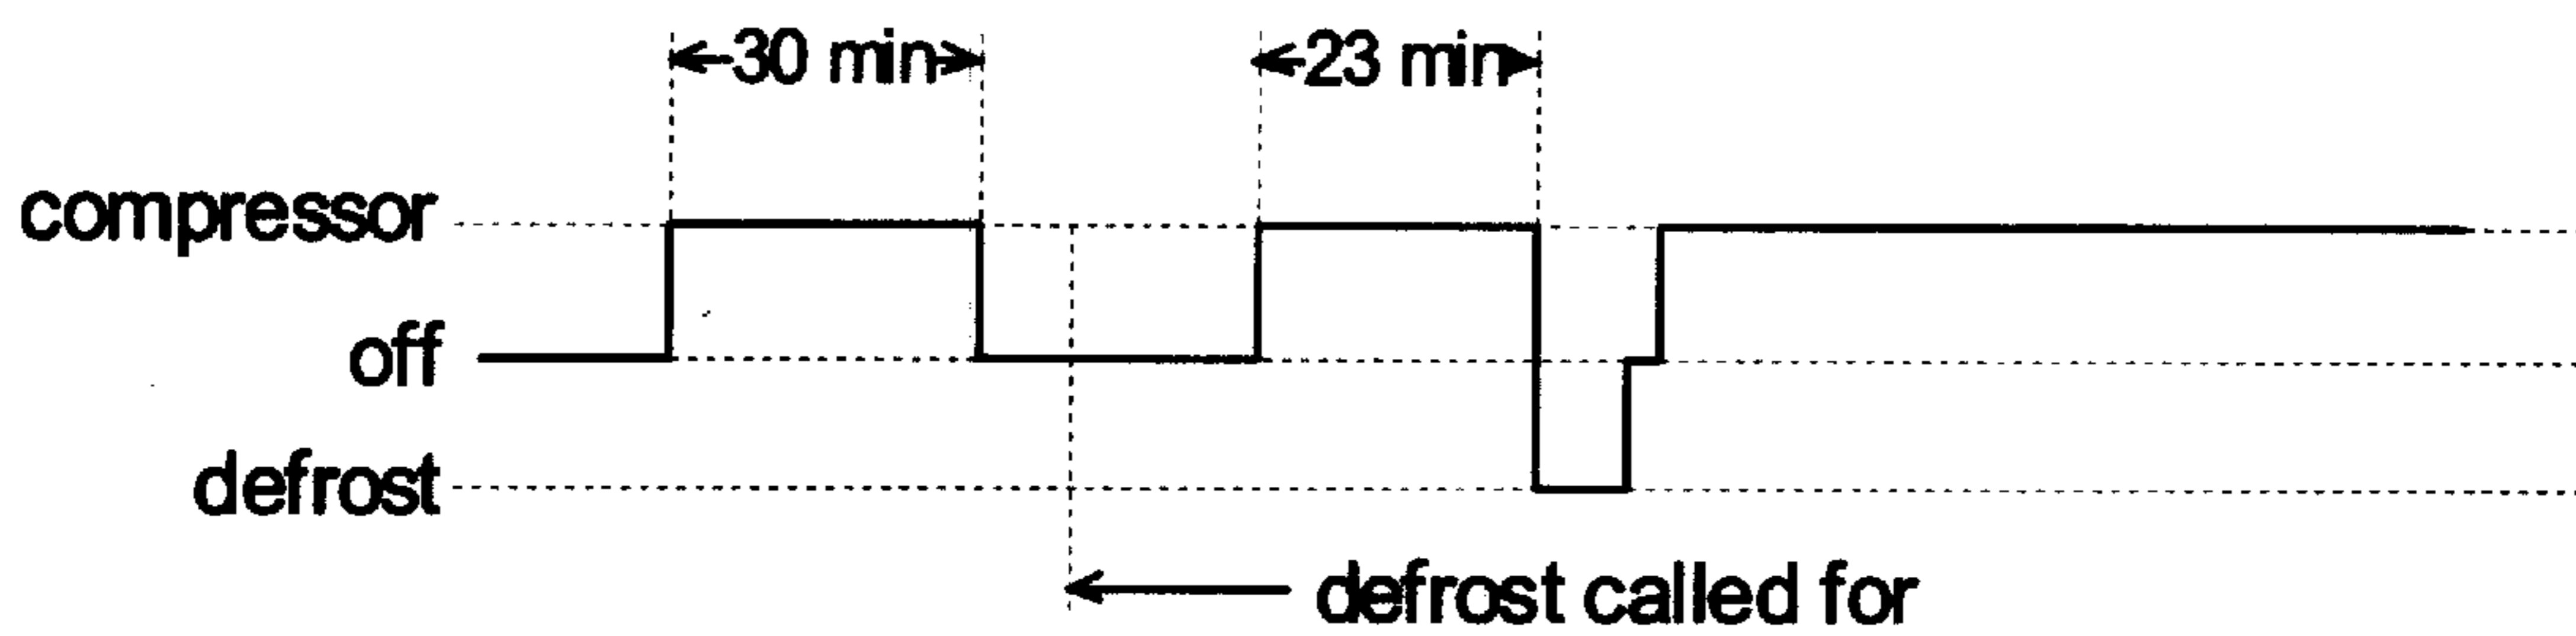 30 min
23 min
compressor
off
defrost
defrost called for